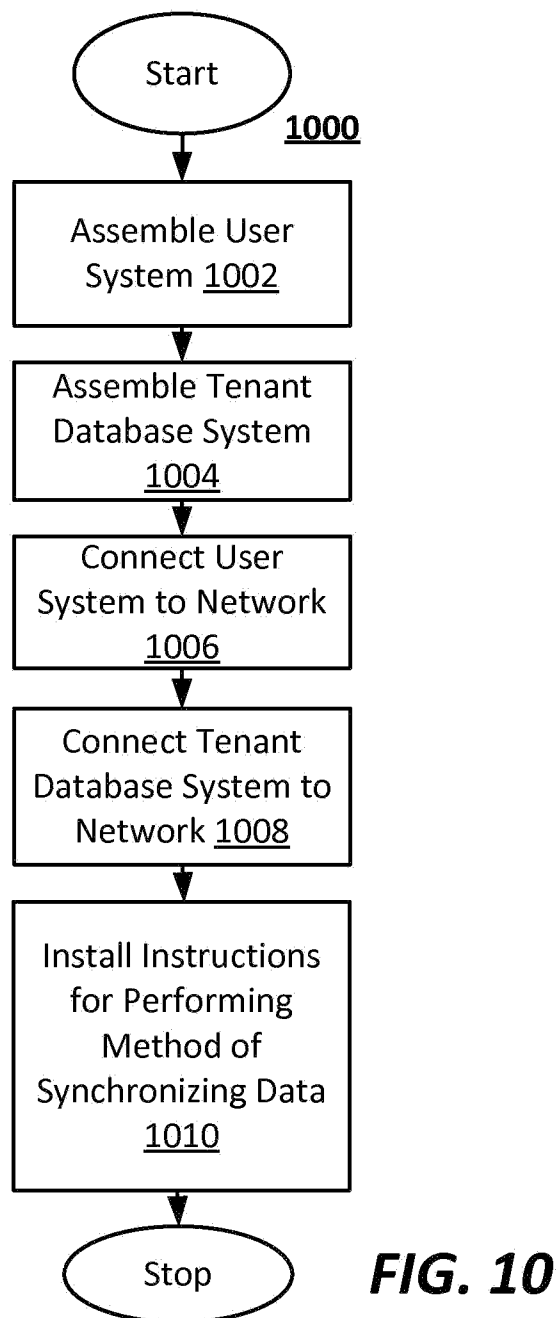 Start
1000
Assemble User
System 1002
Assemble Tenant
Database System
1004
Connect User
System to Network
1006
Connect Tenant
Database System to
Network 1008
Install Instructions
for Performing
Method of
Synchronizing Data
1010
Stop
FIG. 10